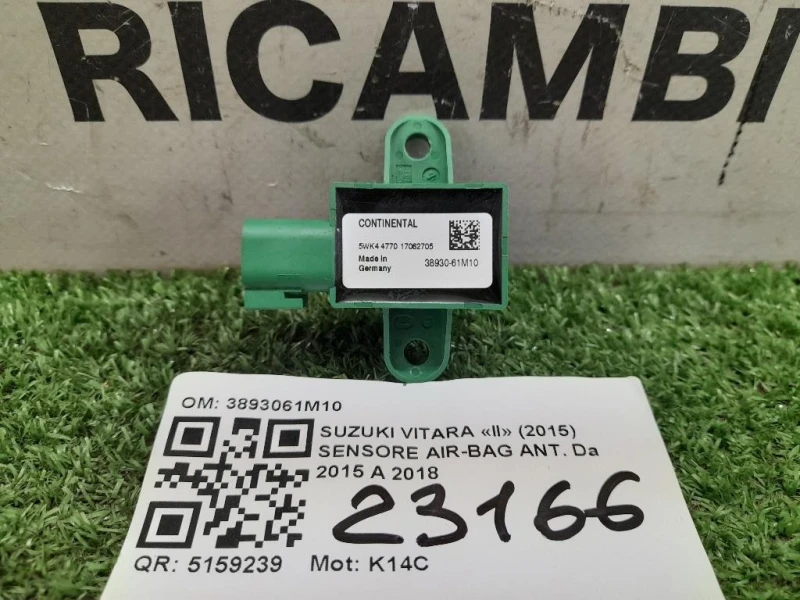 RICAMBI
CONTINENTAL
5WK4 4770 17062705
Made in
Germany
38930-61M10
OM: 3893061M10
SUZUKI VITARA «II» (2015)
SENSORE AIR-BAG ANT. Da
2015 A 2018
23166
QR: 5159239 Mot: K14C